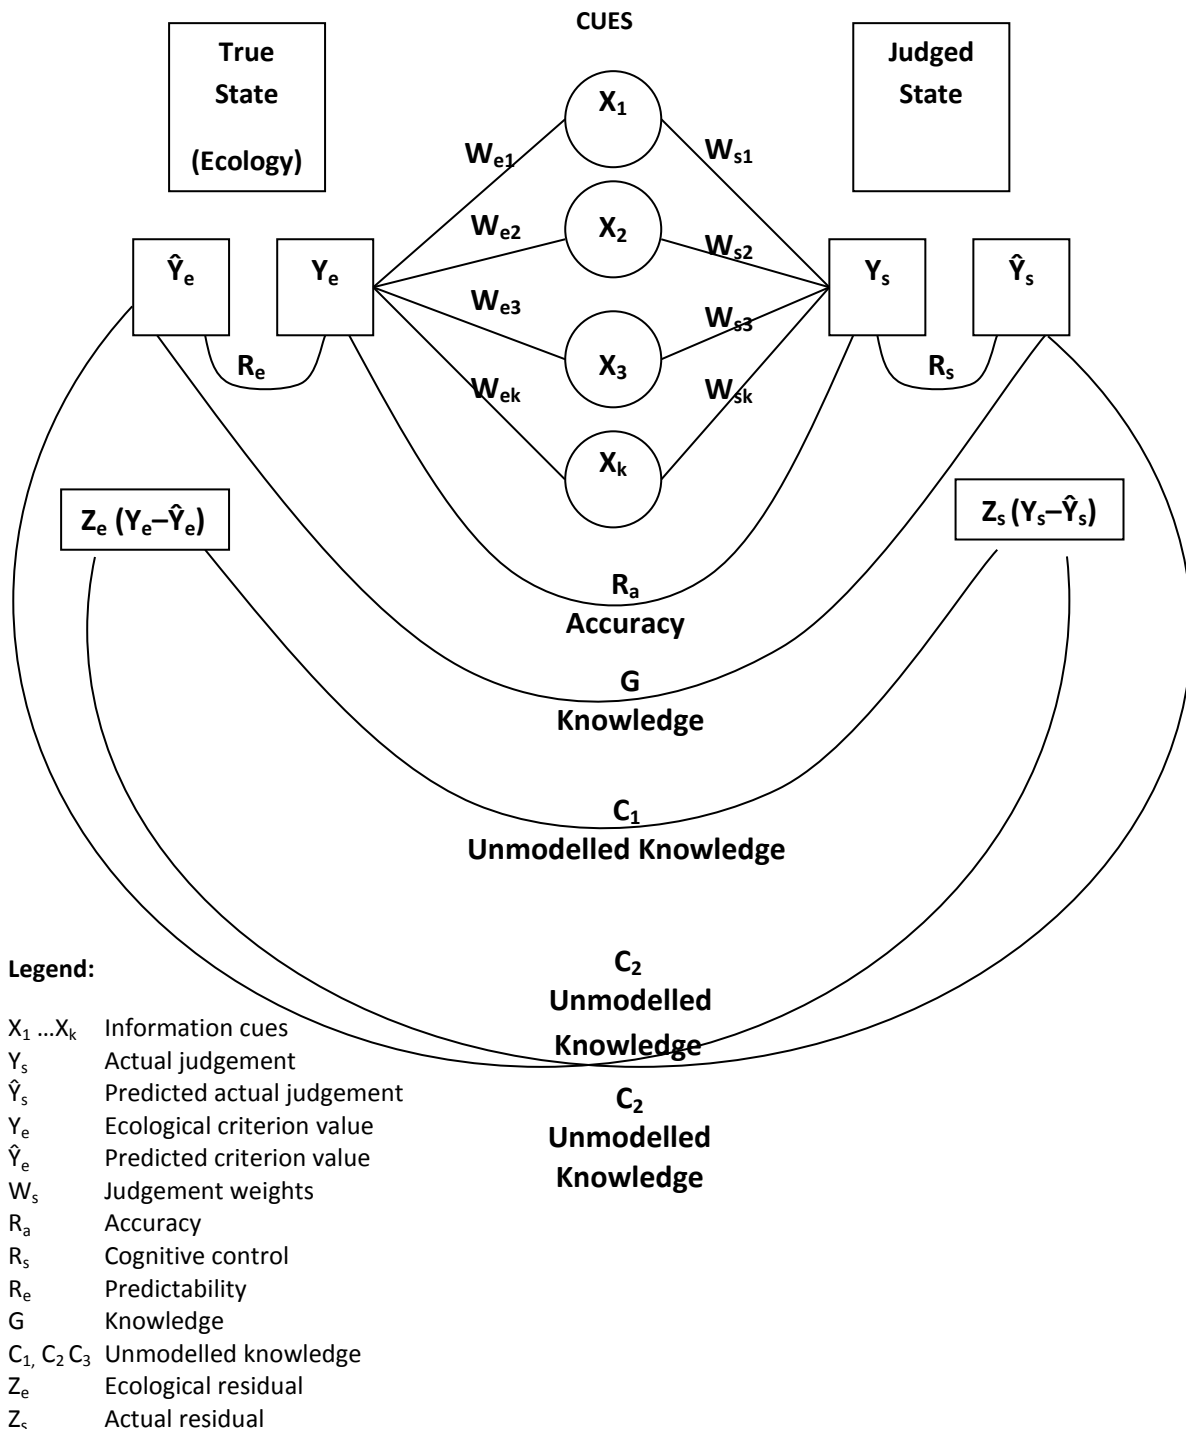 CUES
True
State
(Ecology)
Judged
State
X₁
X₂
X₃
Xₖ
Wₑ₁
Wₑ₂
Wₑ₃
Wₑₖ
Wₛ₁
Wₛ₂
Wₛ₃
Wₛₖ
Ŷₑ
Yₑ
Yₛ
Ŷₛ
Rₑ
Rₛ
Zₑ (Yₑ–Ŷₑ)
Zₛ (Yₛ–Ŷₛ)
Rₐ
Accuracy
G
Knowledge
C₁
Unmodelled Knowledge
C₂
Unmodelled
Knowledge
C₂
Unmodelled
Knowledge
Legend:
X₁ ...Xₖ Information cues
Yₛ Actual judgement
Ŷₛ Predicted actual judgement
Yₑ Ecological criterion value
Ŷₑ Predicted criterion value
Wₛ Judgement weights
Rₐ Accuracy
Rₛ Cognitive control
Rₑ Predictability
G Knowledge
C₁, C₂ C₃ Unmodelled knowledge
Zₑ Ecological residual
Zₛ Actual residual